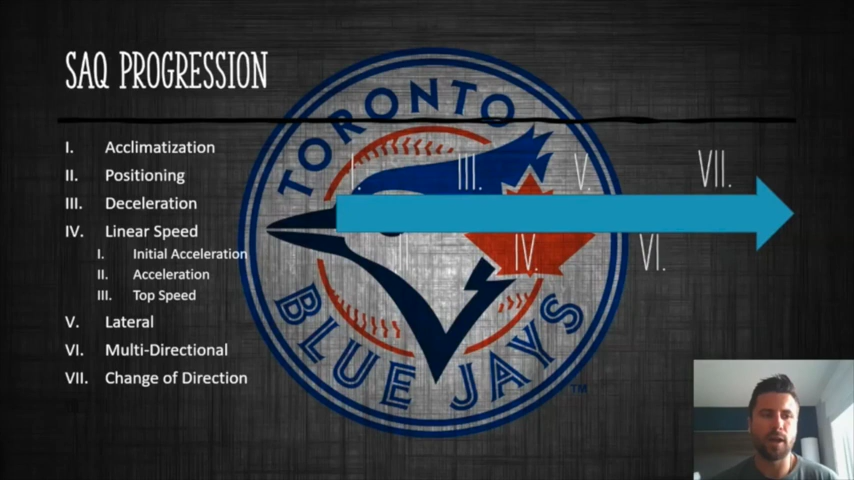 SAQ PROGRESSION
I. Acclimatization
II. Positioning
III. Deceleration
IV. Linear Speed
I. Initial Acceleration
II. Acceleration
III. Top Speed
V. Lateral
VI. Multi-Directional
VII. Change of Direction
TORONTO
BLUE JAYS
TM
I. III. V. VII.
II. IV. VI.